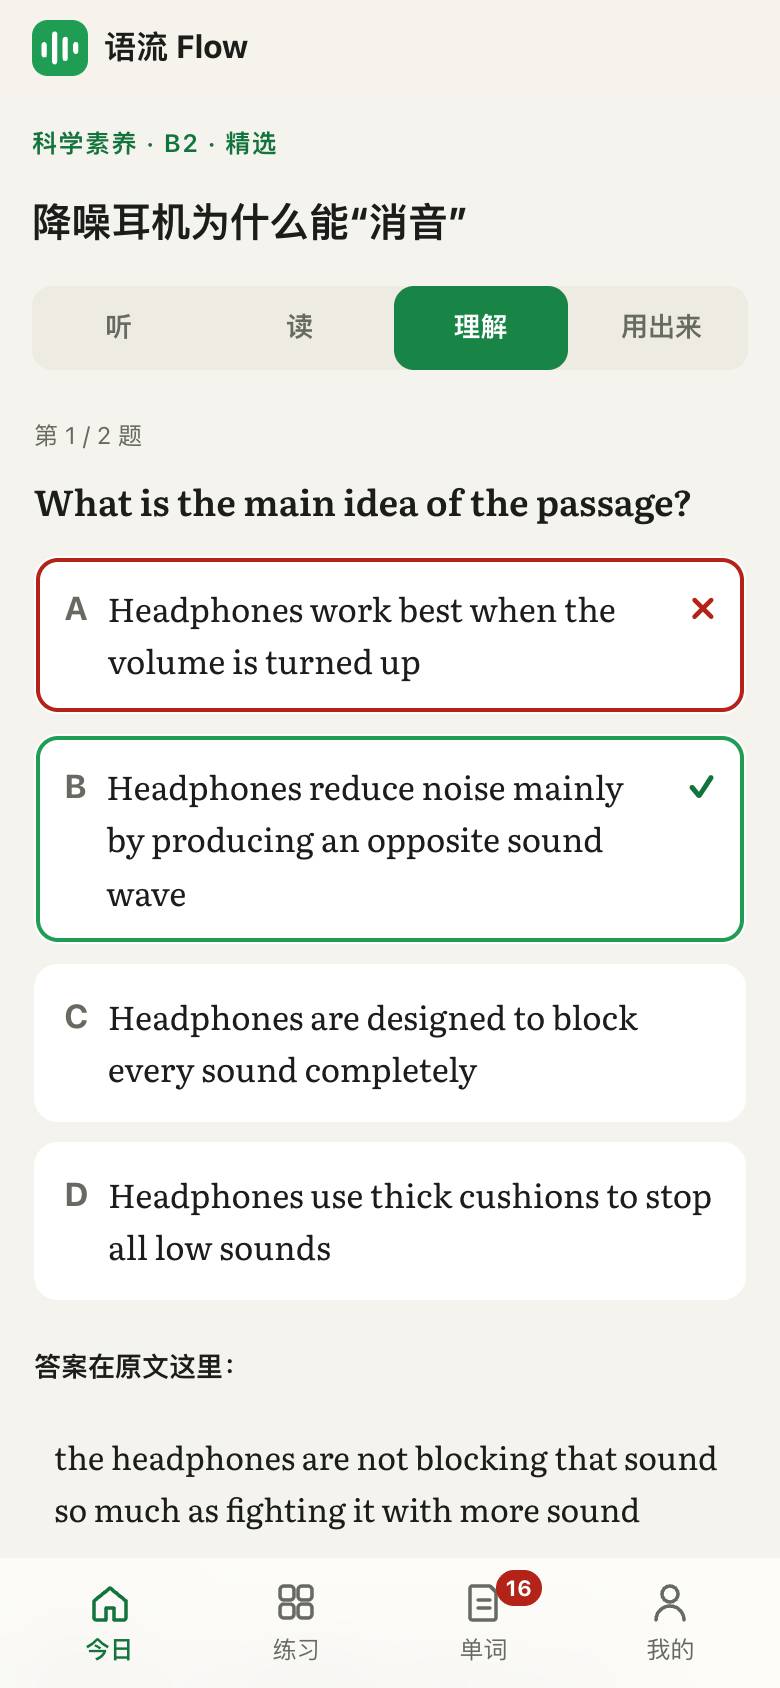 语流 Flow
科学素养 · B2 · 精选
降噪耳机为什么能“消音”
听 读 理解 用出来
第 1 / 2 题
What is the main idea of the passage?
A Headphones work best when the
volume is turned up
B Headphones reduce noise mainly
by producing an opposite sound
wave
C Headphones are designed to block
every sound completely
D Headphones use thick cushions to stop
all low sounds
答案在原文这里：
the headphones are not blocking that sound
so much as fighting it with more sound
16
今日 练习 单词 我的